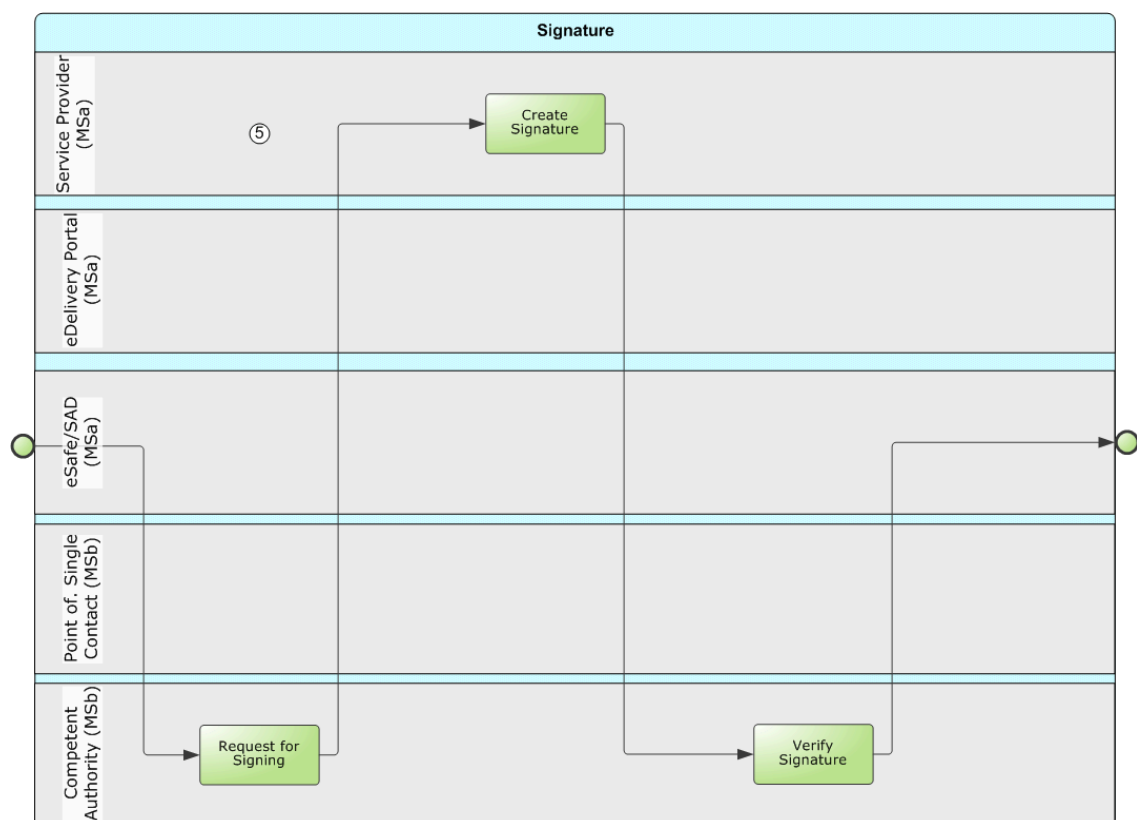 Signature
Service Provider
(MSa)
5
Create
Signature
eDelivery Portal
(MSa)
eSafe/SAD
(MSa)
Point of. Single
Contact (MSb)
Competent
Authority (MSb)
Request for
Signing
Verify
Signature